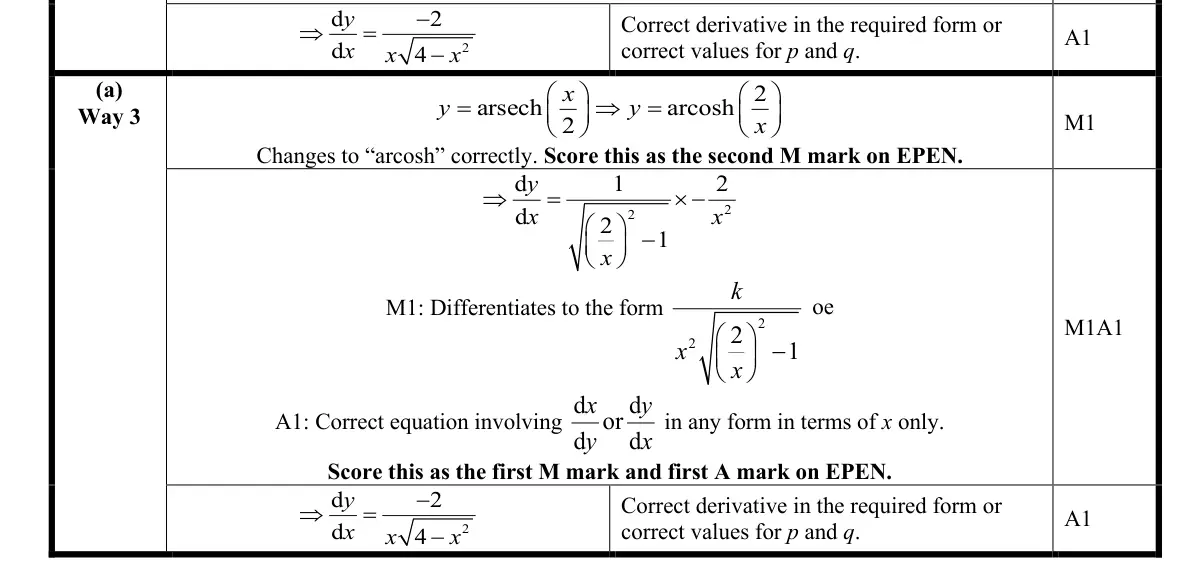 ⇒ dy/dx = −2/(x√(4 − x²))
Correct derivative in the required form or
correct values for p and q.
A1
(a)
Way 3
y = arsech(x/2) ⇒ y = arcosh(2/x)
Changes to “arcosh” correctly. Score this as the second M mark on EPEN.
M1
⇒ dy/dx = 1/√((2/x)² − 1) × − 2/x²
M1: Differentiates to the form k/(x²√((2/x)² − 1)) oe
A1: Correct equation involving dx/dy or dy/dx in any form in terms of x only.
Score this as the first M mark and first A mark on EPEN.
M1A1
⇒ dy/dx = −2/(x√(4 − x²))
Correct derivative in the required form or
correct values for p and q.
A1